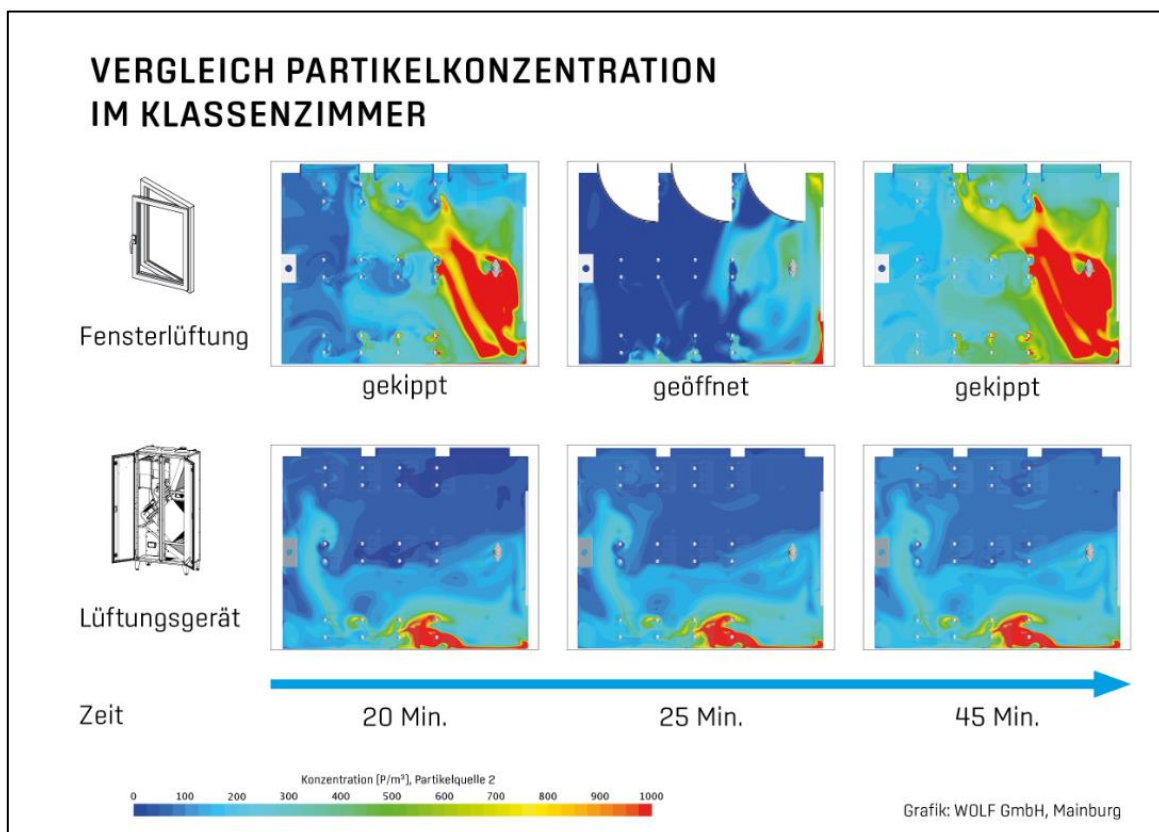 VERGLEICH PARTIKELKONZENTRATION
IM KLASSENZIMMER
Fensterlüftung
gekippt
geöffnet
gekippt
Lüftungsgerät
Zeit
20 Min.
25 Min.
45 Min.
Konzentration (P/m³), Partikelquelle 2
0 100 200 300 400 500 600 700 800 900 1000
Grafik: WOLF GmbH, Mainburg